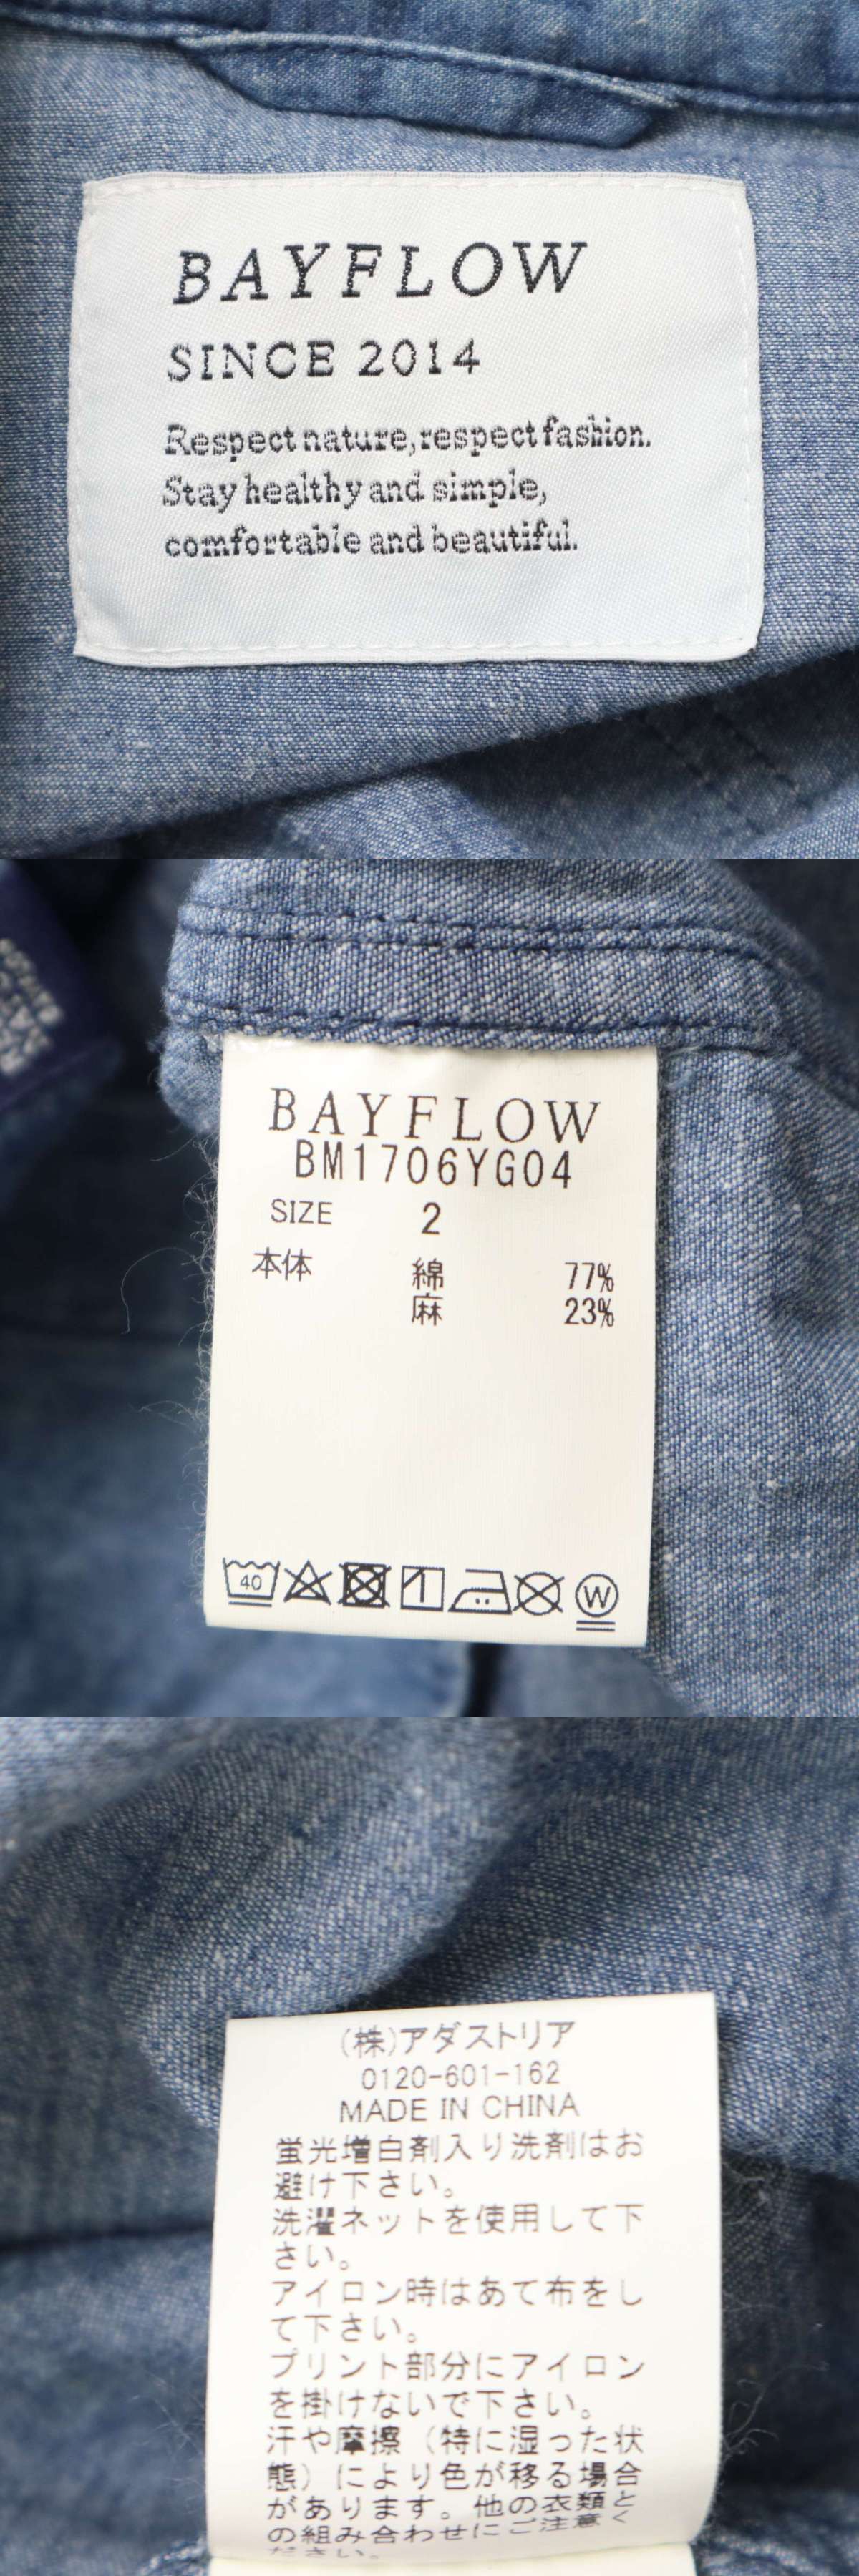 BAYFLOW
SINCE 2014
Respect nature, respect fashion.
Stay healthy and simple,
comfortable and beautiful.
BAYFLOW
BM1706YG04
SIZE 2
本体 綿 77%
麻 23%
40
W
(株)アダストリア
0120-601-162
MADE IN CHINA
蛍光増白剤入り洗剤はお
避け下さい。
洗濯ネットを使用して下
さい。
アイロン時はあて布をし
て下さい。
プリント部分にアイロン
を掛けないで下さい。
汗や摩擦（特に湿った状
態）により色が移る場合
があります。他の衣類と
の組み合わせにご注意く
ださい。